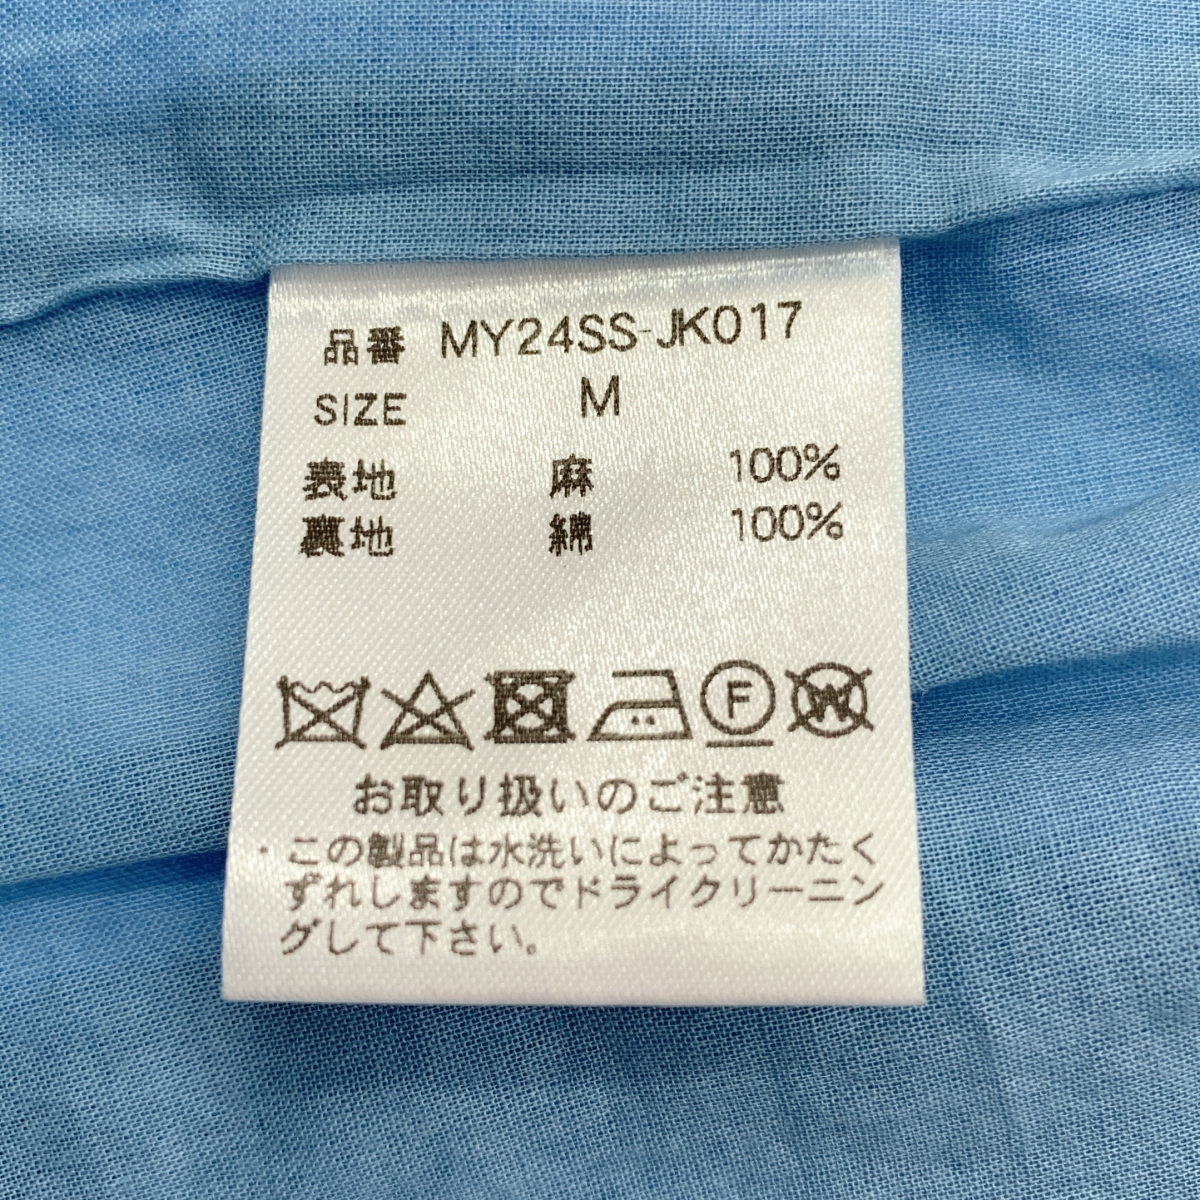 品番 MY24SS-JK017
SIZE M
表地 麻 100%
裏地 綿 100%
F W
お取り扱いのご注意
・この製品は水洗いによってかたく
ずれしますのでドライクリーニン
グして下さい。